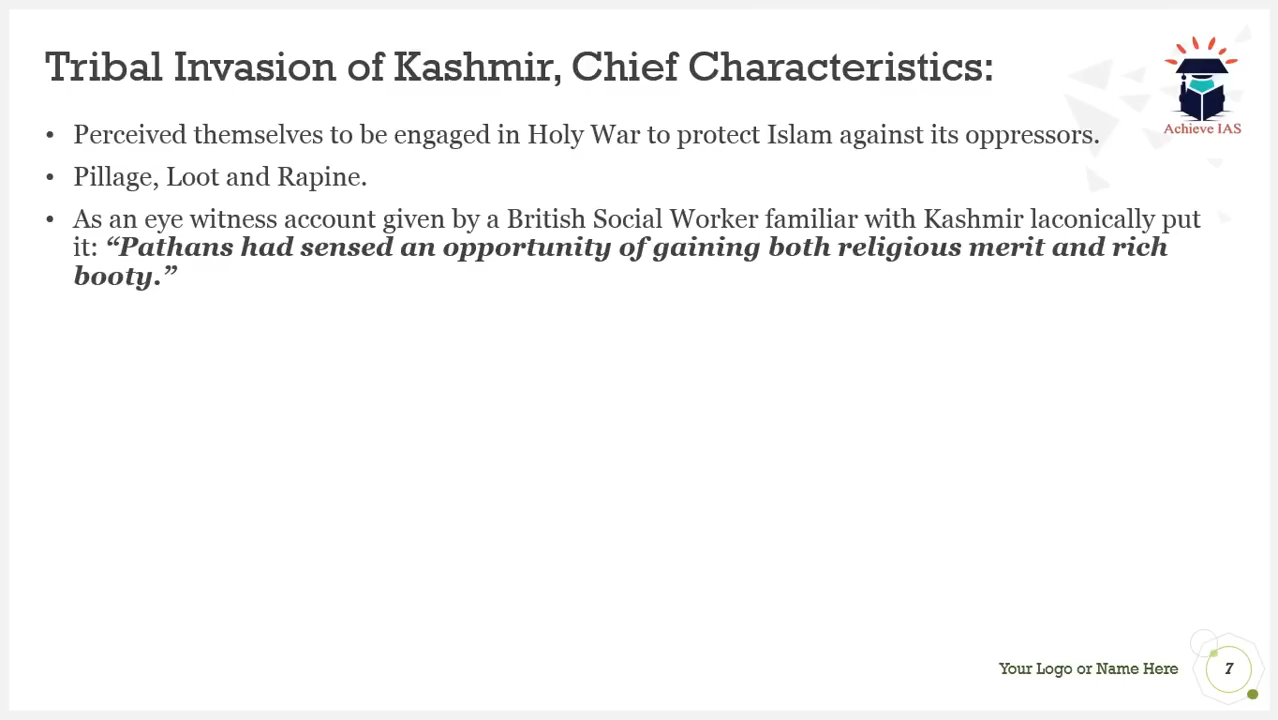 Tribal Invasion of Kashmir, Chief Characteristics:
Achieve IAS
• Perceived themselves to be engaged in Holy War to protect Islam against its oppressors.
• Pillage, Loot and Rapine.
• As an eye witness account given by a British Social Worker familiar with Kashmir laconically put
it: “Pathans had sensed an opportunity of gaining both religious merit and rich
booty.”
Your Logo or Name Here
7